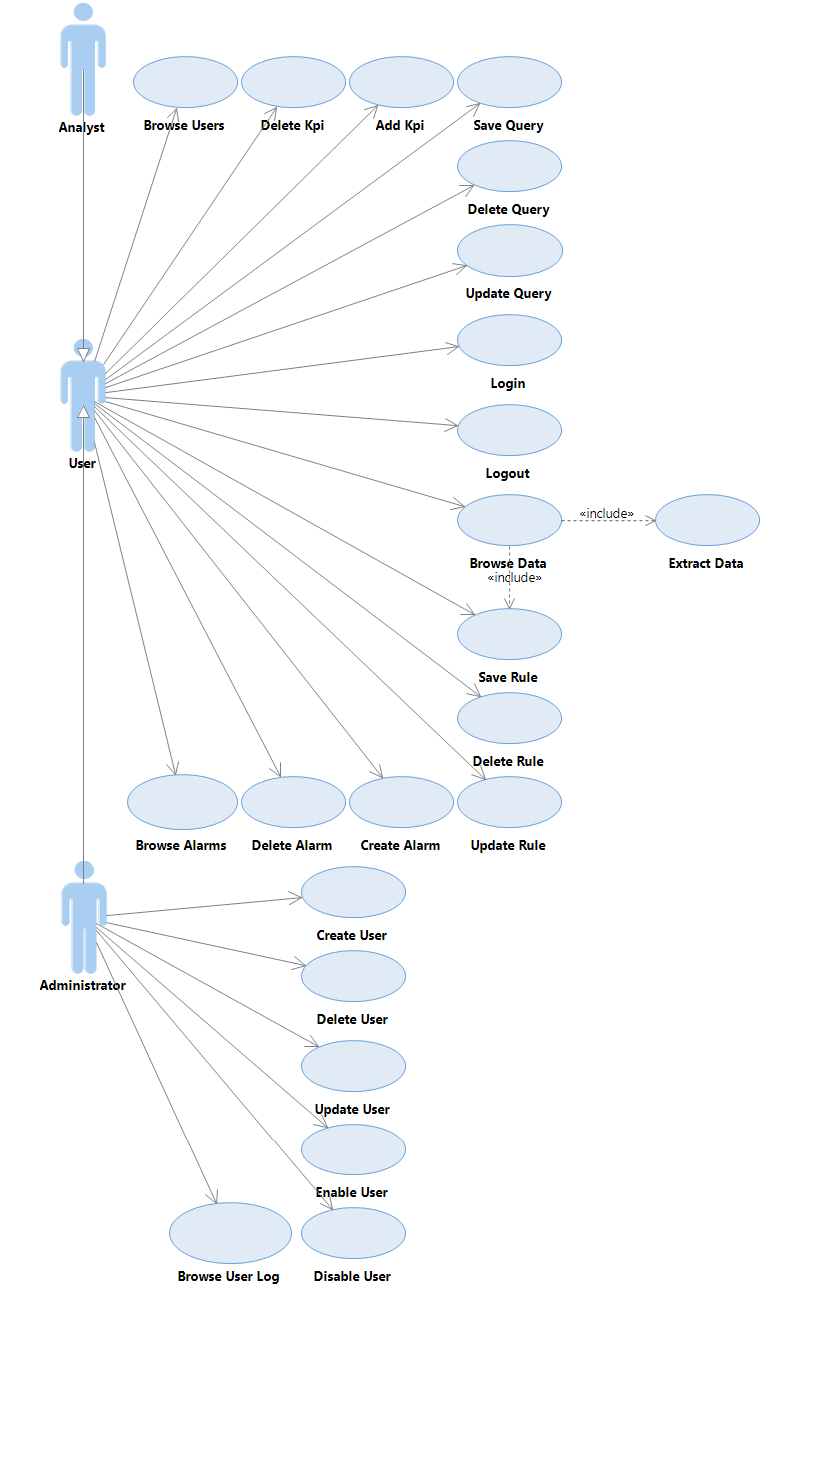 Analyst
Browse Users
Delete Kpi
Add Kpi
Save Query
Delete Query
Update Query
Login
User
Logout
«include»
Browse Data
Extract Data
«include»
Save Rule
Delete Rule
Browse Alarms
Delete Alarm
Create Alarm
Update Rule
Create User
Administrator
Delete User
Update User
Enable User
Browse User Log
Disable User